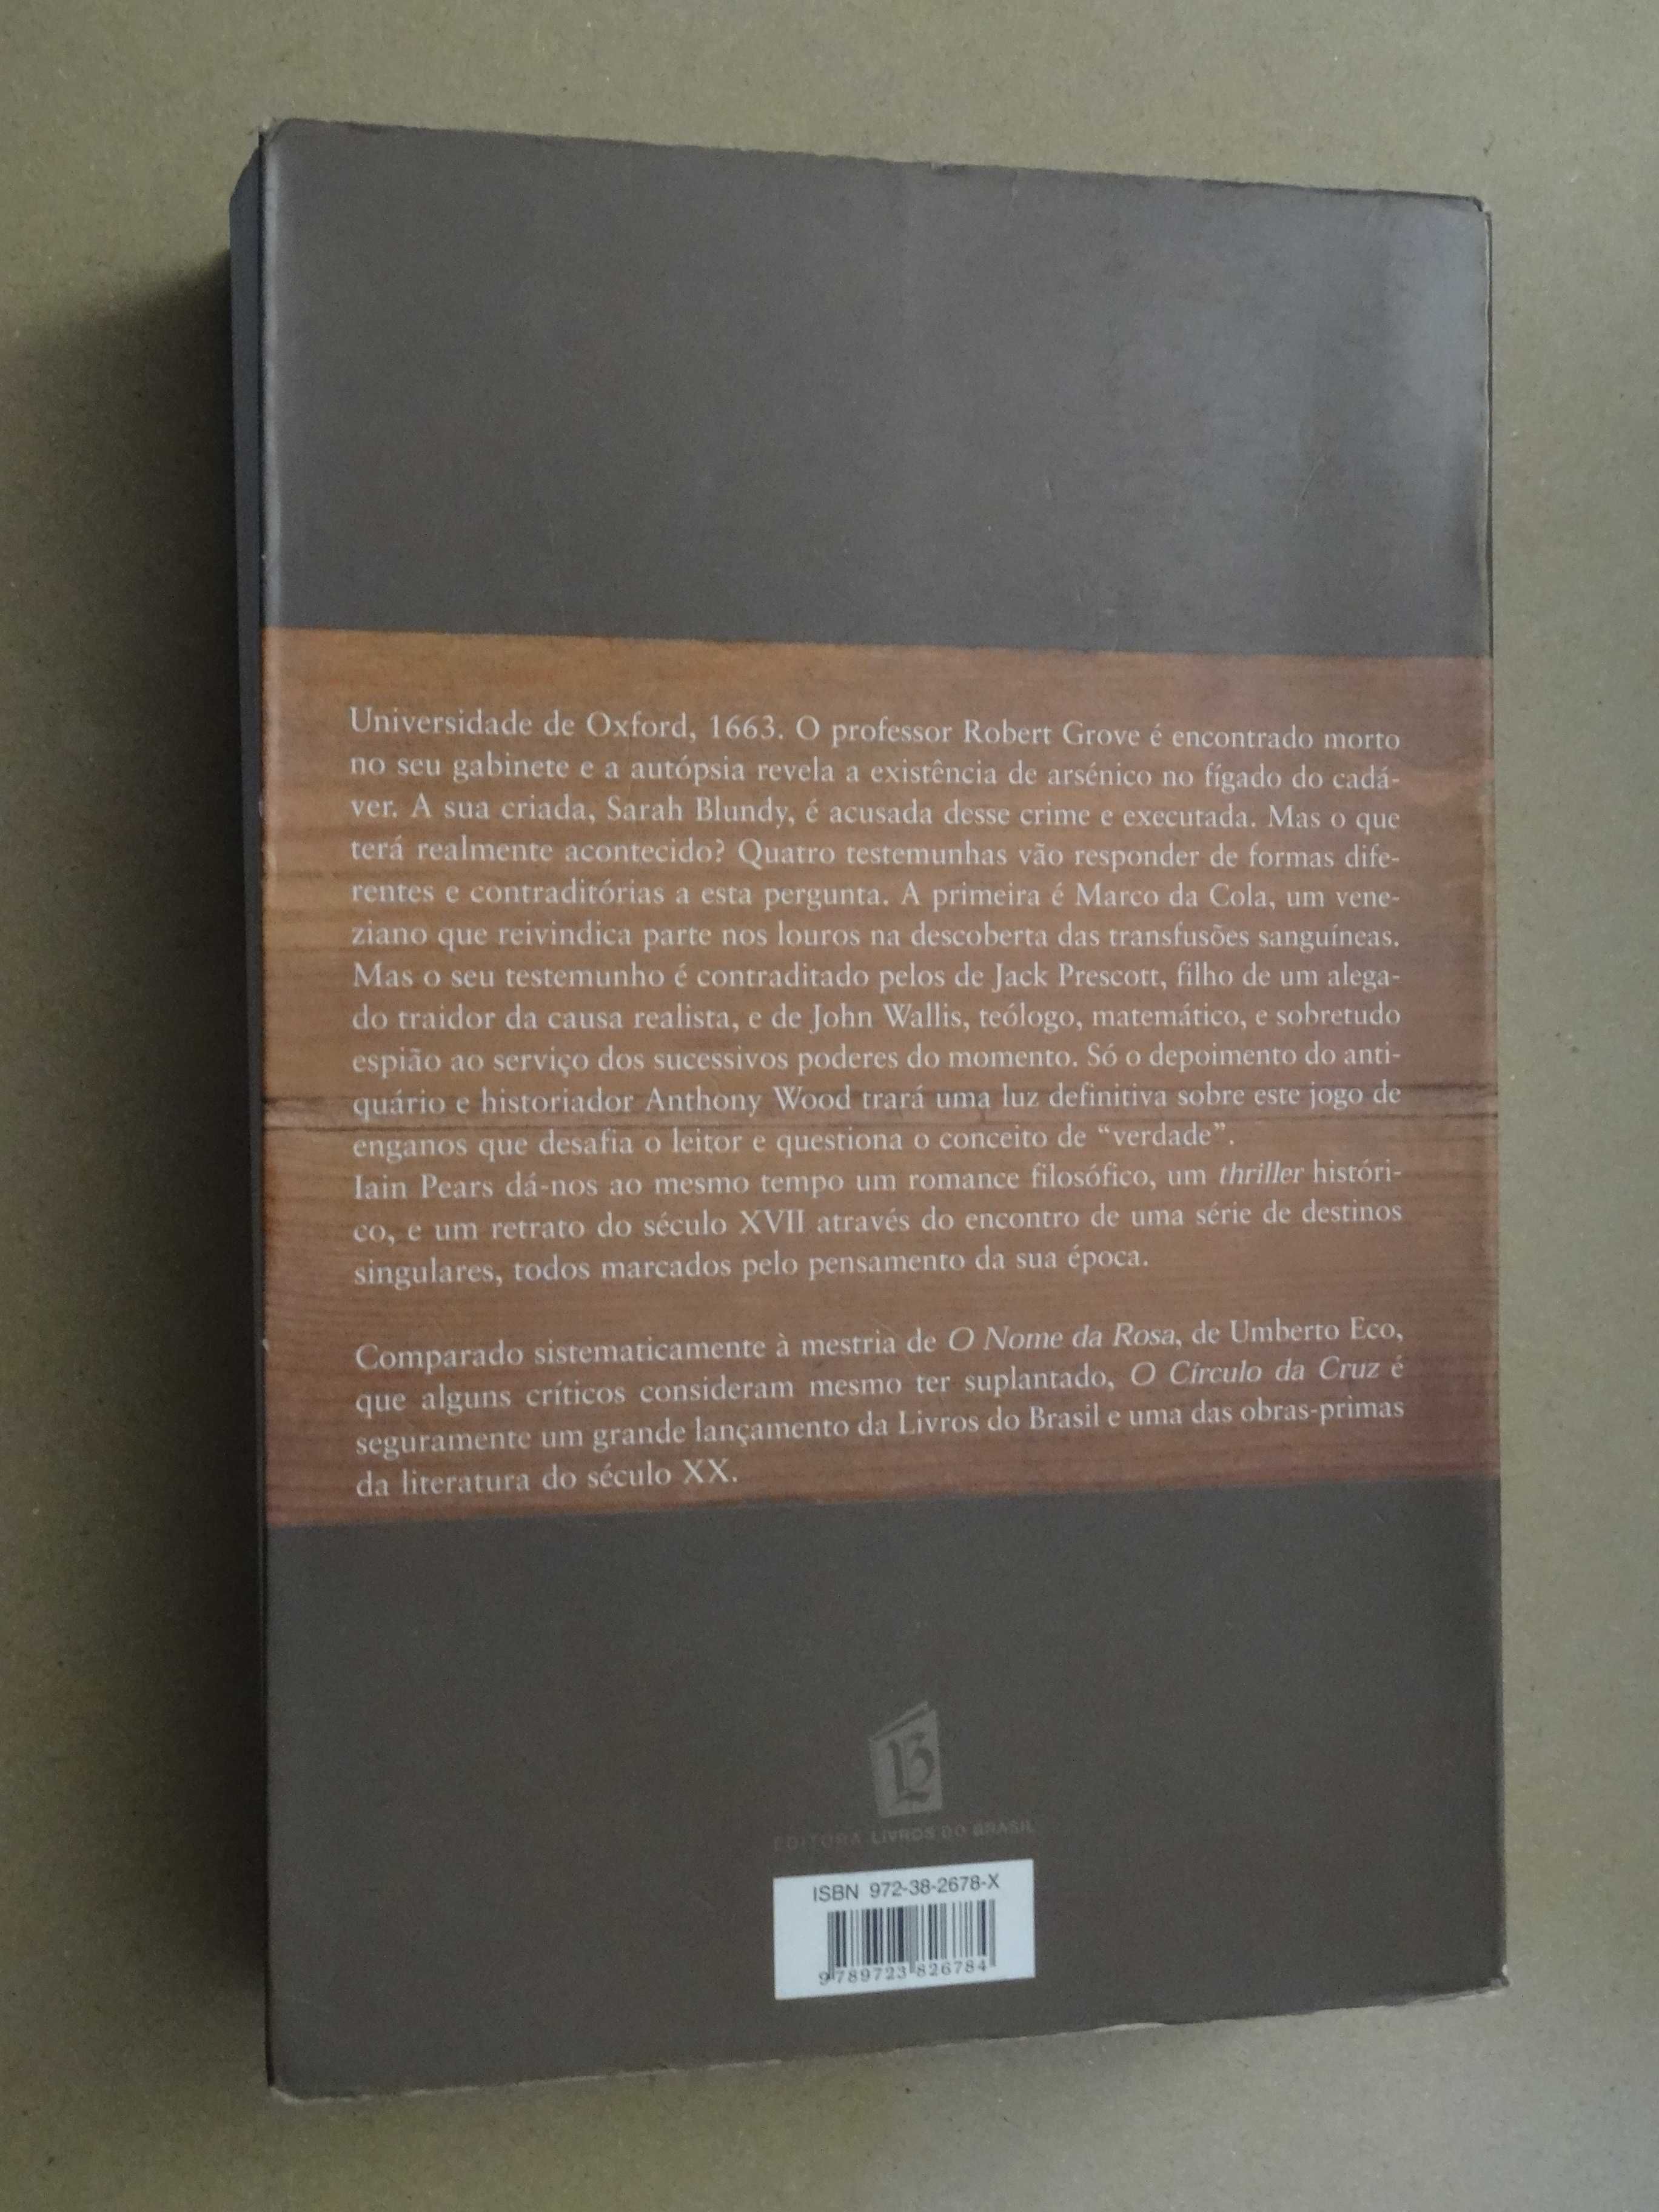 Universidade de Oxford, 1663. O professor Robert Grove é encontrado morto
no seu gabinete e a autópsia revela a existência de arsénico no fígado do cadá-
ver. A sua criada, Sarah Blundy, é acusada desse crime e executada. Mas o que
terá realmente acontecido? Quatro testemunhas vão responder de formas dife-
rentes e contraditórias a esta pergunta. A primeira é Marco da Cola, um vene-
ziano que reivindica parte nos louros na descoberta das transfusões sanguíneas.
Mas o seu testemunho é contraditado pelos de Jack Prescott, filho de um alega-
do traidor da causa realista, e de John Wallis, teólogo, matemático, e sobretudo
espião ao serviço dos sucessivos poderes do momento. Só o depoimento do anti-
quário e historiador Anthony Wood trará uma luz definitiva sobre este jogo de
enganos que desafia o leitor e questiona o conceito de “verdade”.
Iain Pears dá-nos ao mesmo tempo um romance filosófico, um thriller históri-
co, e um retrato do século XVII através do encontro de uma série de destinos
singulares, todos marcados pelo pensamento da sua época.
Comparado sistematicamente à mestria de O Nome da Rosa, de Umberto Eco,
que alguns críticos consideram mesmo ter suplantado, O Círculo da Cruz é
seguramente um grande lançamento da Livros do Brasil e uma das obras-primas
da literatura do século XX.
LB
EDITORA LIVROS DO BRASIL
ISBN 972-38-2678-X
9 789723 826784